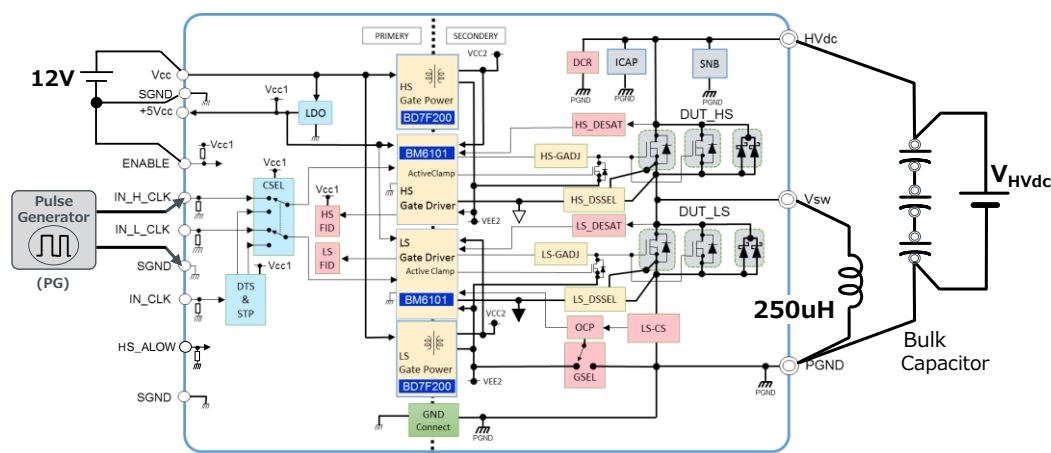 PRIMARY
SECONDERY
VCC2
HVdc
12V
Vcc
SGND
+5Vcc
Vcc1
LDO
HS
Gate Power
BD7F200
DCR
PGND
ICAP
PGND
SNB
PGND
HS_DESAT
DUT_HS
Vcc1
ENABLE
BM6101
ActiveClamp
HS
Gate Driver
HS-GADJ
HS_DSSEL
VEE2
Vcc1
CSEL
Vcc1
HS
FID
IN_H_CLK
Pulse
Generator
(PG)
IN_L_CLK
SGND
LS
FID
Vcc1
DTS
&
STP
IN_CLK
HS_ALOW
SGND
LS
Gate Driver
Active Clamp
BM6101
LS_DESAT
DUT_LS
LS-GADJ
LS_DSSEL
Vsw
VHVdc
250uH
Bulk
Capacitor
VCC2
OCP
LS-CS
GSEL
LS
Gate Power
BD7F200
VEE2
PGND
PGND
GND
Connect
PGND